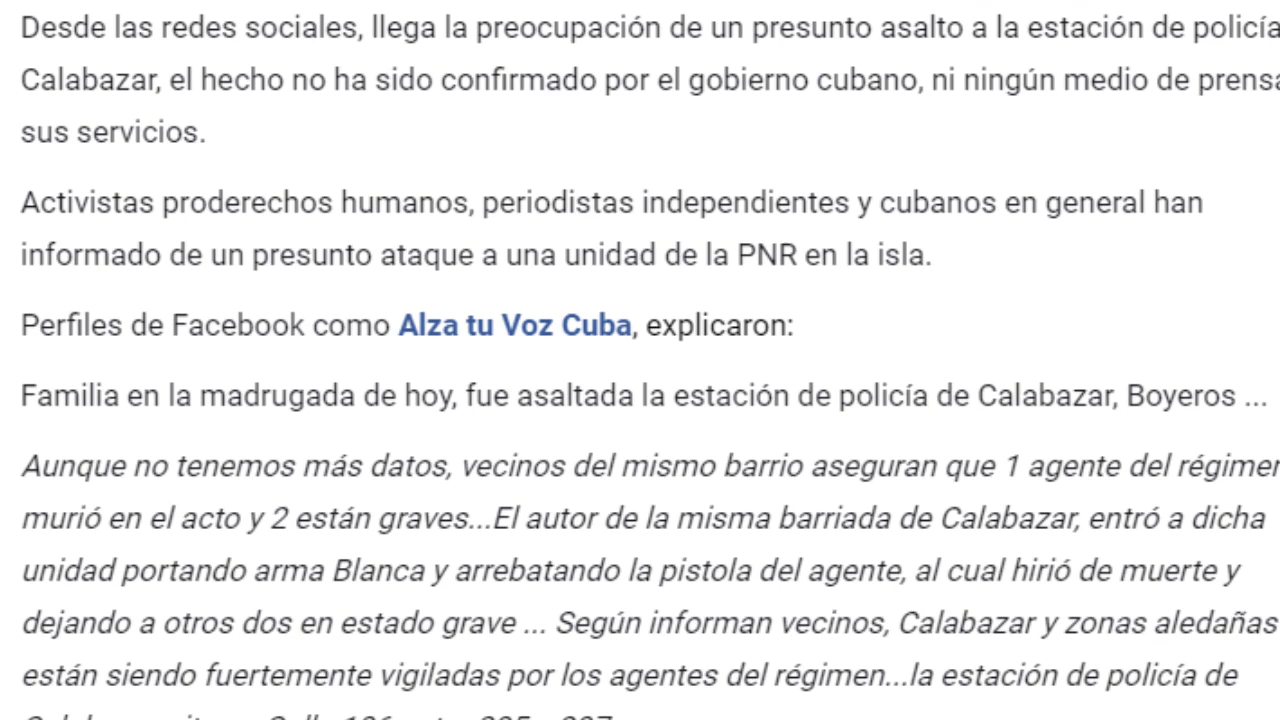 Desde las redes sociales, llega la preocupación de un presunto asalto a la estación de policía
Calabazar, el hecho no ha sido confirmado por el gobierno cubano, ni ningún medio de prensa
sus servicios.
Activistas proderechos humanos, periodistas independientes y cubanos en general han
informado de un presunto ataque a una unidad de la PNR en la isla.
Perfiles de Facebook como Alza tu Voz Cuba, explicaron:
Familia en la madrugada de hoy, fue asaltada la estación de policía de Calabazar, Boyeros ...
Aunque no tenemos más datos, vecinos del mismo barrio aseguran que 1 agente del régimen
murió en el acto y 2 están graves...El autor de la misma barriada de Calabazar, entró a dicha
unidad portando arma Blanca y arrebatando la pistola del agente, al cual hirió de muerte y
dejando a otros dos en estado grave ... Según informan vecinos, Calabazar y zonas aledañas
están siendo fuertemente vigiladas por los agentes del régimen...la estación de policía de